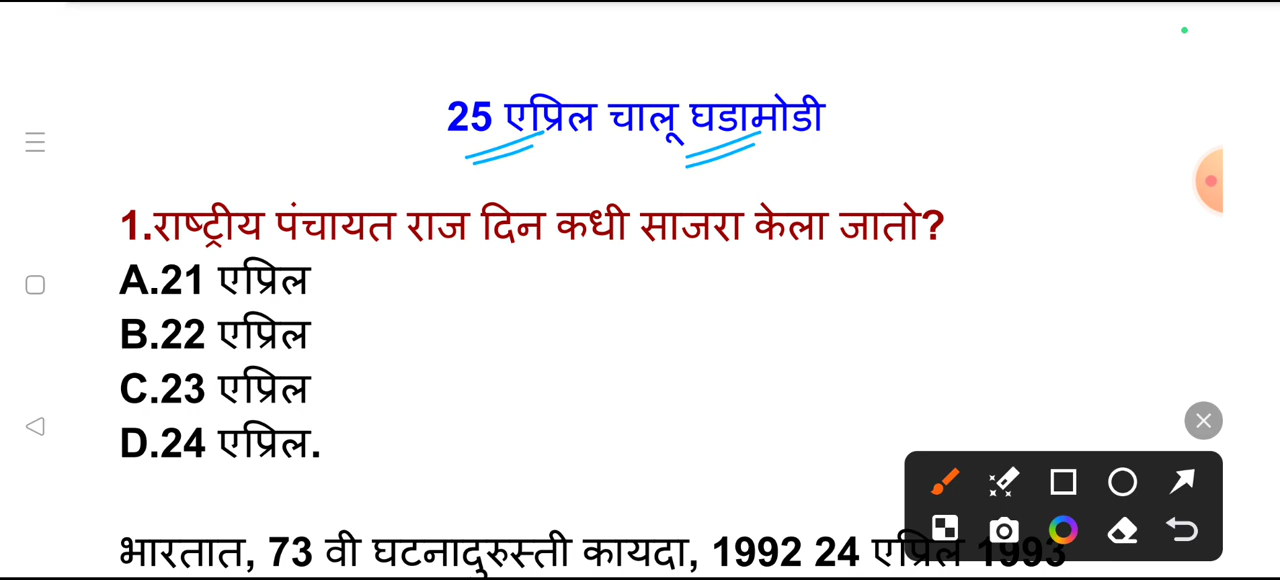 25 एप्रिल चालू घडामोडी
1.राष्ट्रीय पंचायत राज दिन कधी साजरा केला जातो?
A.21 एप्रिल
B.22 एप्रिल
C.23 एप्रिल
D.24 एप्रिल.
भारतात, 73 वी घटनादुरुस्ती कायदा, 1992 24 एप्रिल 1993